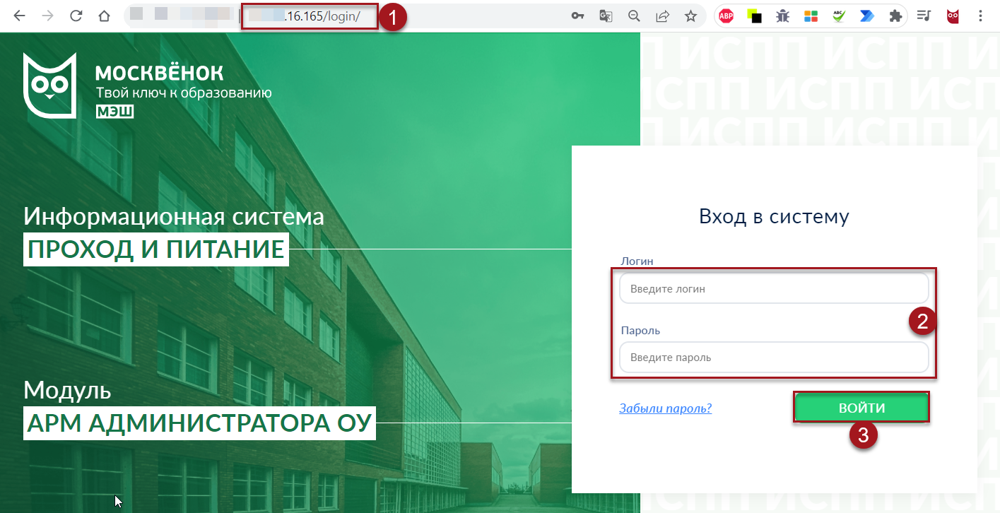 .16.165/login/
1
ABP
ABC
МОСКВЁНОК
Твой ключ к образованию
МЭШ
ИСПП ИСПП
ИСПП ИСПП
ИСПП ИСПП
Информационная система
ПРОХОД И ПИТАНИЕ
Модуль
АРМ АДМИНИСТРАТОРА ОУ
Вход в систему
Логин
Введите логин
2
Пароль
Введите пароль
Забыли пароль?
ВОЙТИ
3